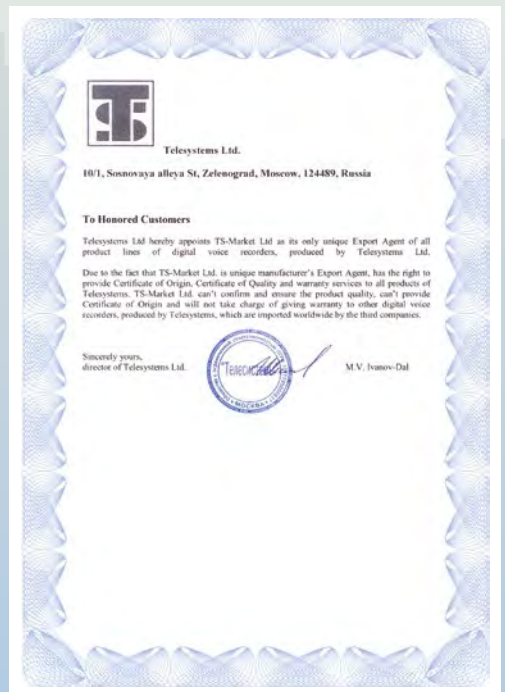 TS
Telesystems Ltd.
10/1, Sosnovaya alleya St, Zelenograd, Moscow, 124489, Russia
To Honored Customers
Telesystems Ltd hereby appoints TS-Market Ltd as its only unique Export Agent of all
product lines of digital voice recorders, produced by Telesystems Ltd.
Due to the fact that TS-Market Ltd. is unique manufacturer's Export Agent, has the right to
provide Certificate of Origin, Certificate of Quality and warranty services to all products of
Telesystems. TS-Market Ltd. can't confirm and ensure the product quality, can't provide
Certificate of Origin and will not take charge of giving warranty to other digital voice
recorders, produced by Telesystems, which are imported worldwide by the third companies.
Sincerely yours,
director of Telesystems Ltd.
M.V. Ivanov-Dal
МОСКВА